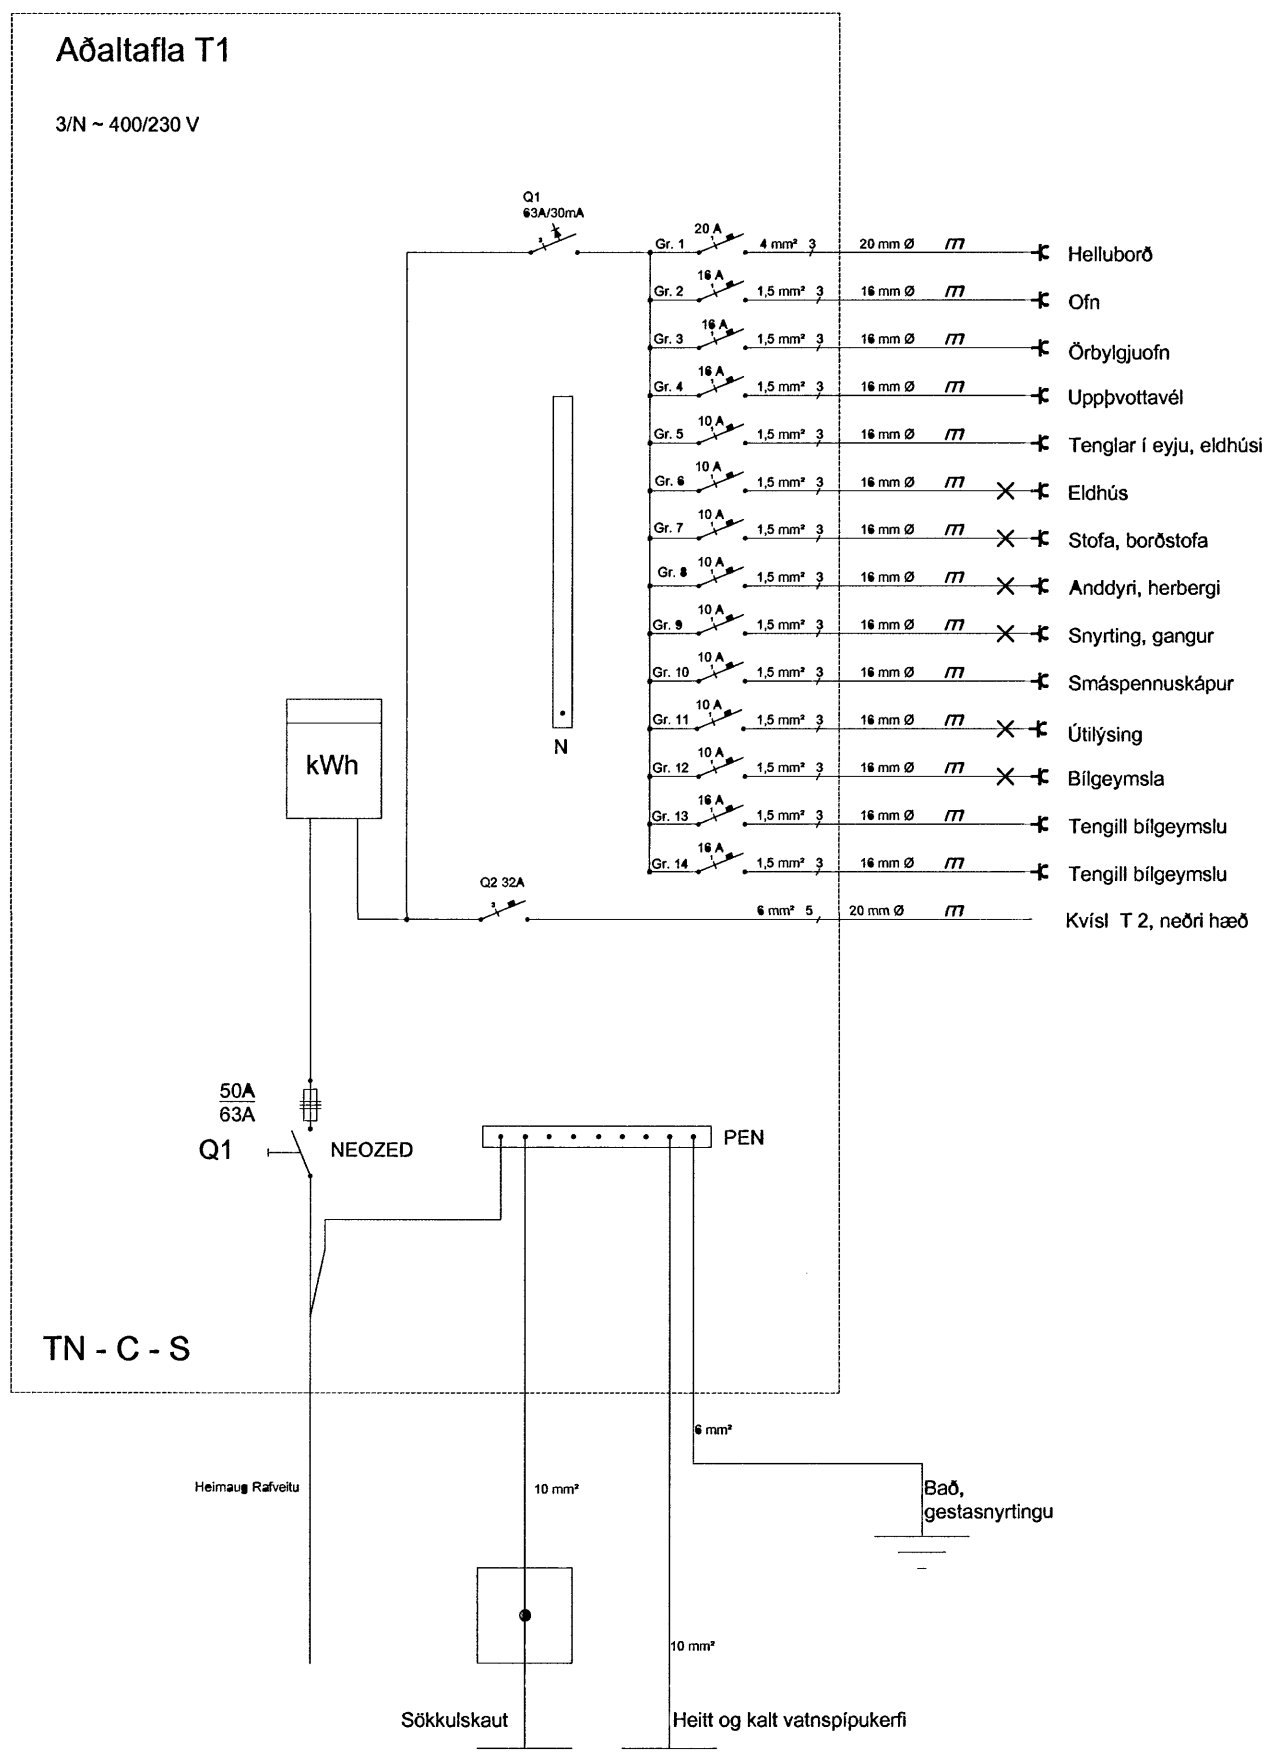 Aðaltafla T1
3/N ~ 400/230 V
Q1
63A/30mA
Gr. 1 20 A 4 mm² 3 20 mm Ø Helluborð
Gr. 2 16 A 1,5 mm² 3 16 mm Ø Ofn
Gr. 3 16 A 1,5 mm² 3 16 mm Ø Örbylgjuofn
Gr. 4 16 A 1,5 mm² 3 16 mm Ø Uppþvottavél
Gr. 5 10 A 1,5 mm² 3 16 mm Ø Tenglar í eyju, eldhúsi
Gr. 6 10 A 1,5 mm² 3 16 mm Ø Eldhús
Gr. 7 10 A 1,5 mm² 3 16 mm Ø Stofa, borðstofa
Gr. 8 10 A 1,5 mm² 3 16 mm Ø Anddyri, herbergi
Gr. 9 10 A 1,5 mm² 3 16 mm Ø Snyrting, gangur
Gr. 10 10 A 1,5 mm² 3 16 mm Ø Smáspennuskápur
Gr. 11 10 A 1,5 mm² 3 16 mm Ø Útilýsing
N
kWh
Gr. 12 10 A 1,5 mm² 3 16 mm Ø Bílgeymsla
Gr. 13 16 A 1,5 mm² 3 16 mm Ø Tengill bílgeymslu
Gr. 14 16 A 1,5 mm² 3 16 mm Ø Tengill bílgeymslu
Q2 32A 6 mm² 5 20 mm Ø Kvísl T 2, neðri hæð
50A
63A
Q1 NEOZED
PEN
TN - C - S
6 mm²
Heimaug Rafveitu
10 mm²
Bað,
gestasnyrtingu
10 mm²
Sökkulskaut
Heitt og kalt vatnspípukerfi